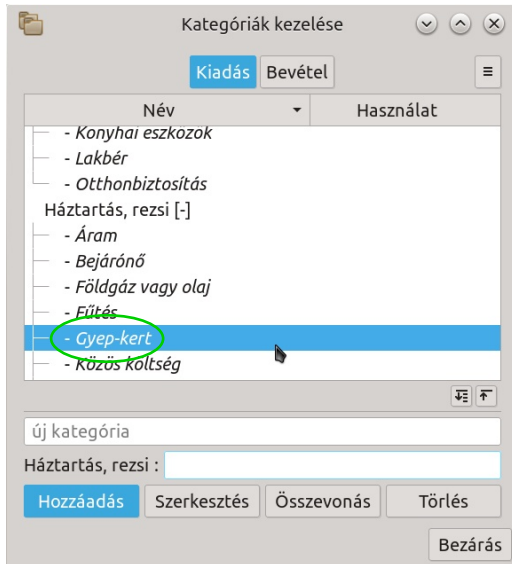 Kategóriák kezelése
Kiadás Bevétel
Név Használat
- Konyhai eszközök
- Lakbér
- Otthonbiztosítás
Háztartás, rezsi [-]
- Áram
- Bejárónő
- Földgáz vagy olaj
- Fűtés
- Gyep-kert
- Közös költség
új kategória
Háztartás, rezsi :
Hozzáadás Szerkesztés Összevonás Törlés
Bezárás